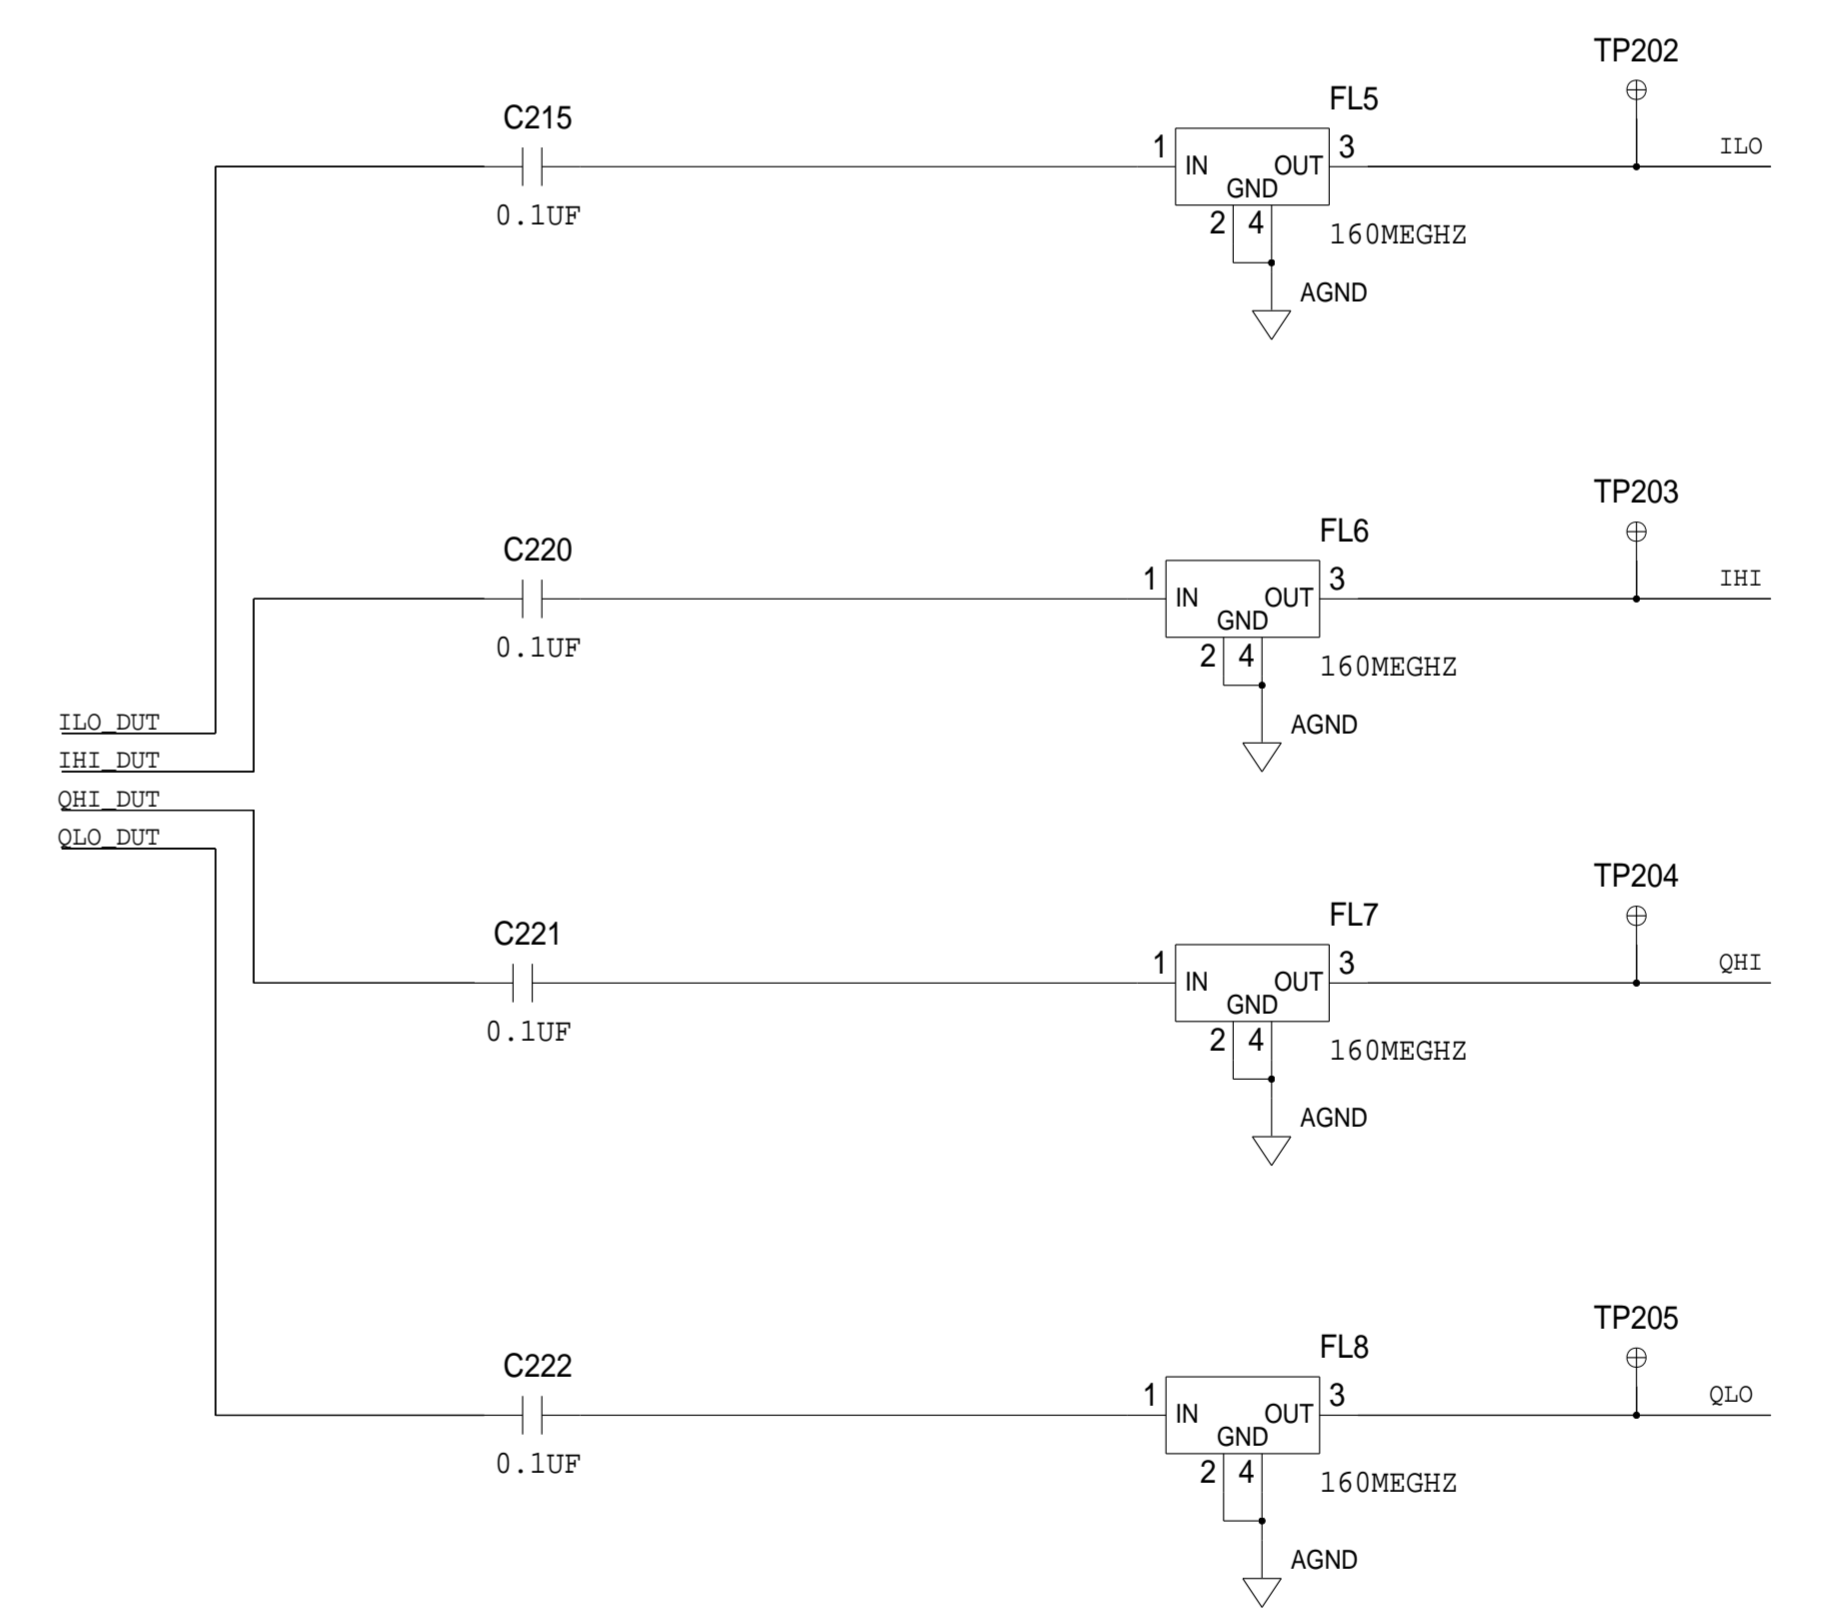 TP202
FL5
C215
1 IN OUT 3
GND
ILO
0.1UF
2 4
160MEGHZ
AGND
TP203
FL6
C220
1 IN OUT 3
GND
IHI
0.1UF
2 4
160MEGHZ
AGND
ILO_DUT
IHI_DUT
QHI_DUT
QLO_DUT
TP204
FL7
C221
1 IN OUT 3
GND
QHI
0.1UF
2 4
160MEGHZ
AGND
TP205
FL8
C222
1 IN OUT 3
GND
QLO
0.1UF
2 4
160MEGHZ
AGND